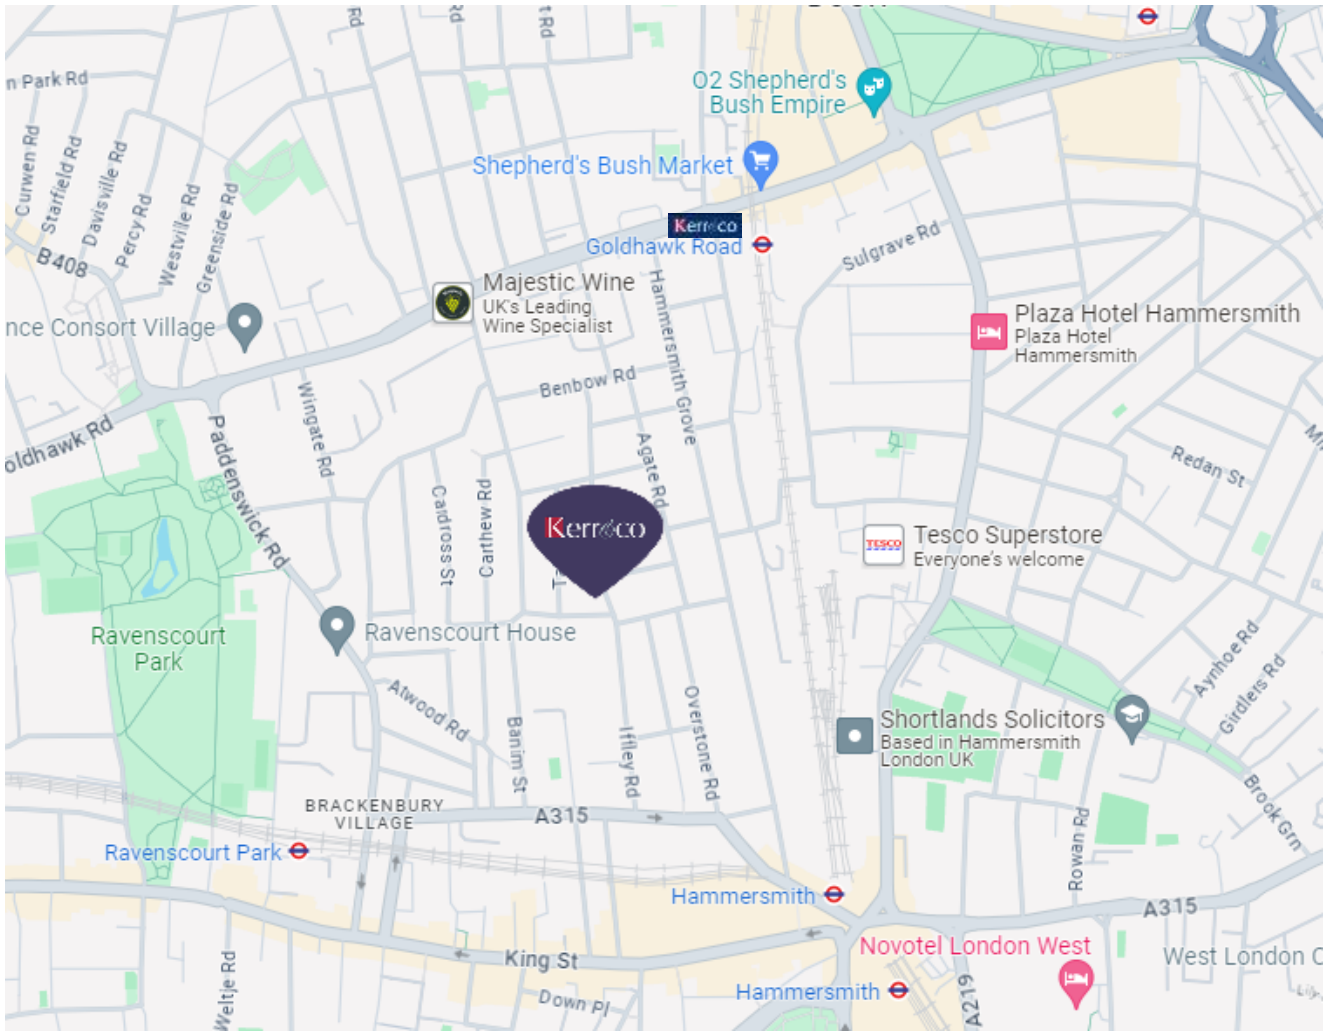 O2 Shepherd's
Bush Empire
n Park Rd
Shepherd's Bush Market
Curwen Rd
Staffield Rd
Davisville Rd
Percy Rd
Westville Rd
Greenside Rd
B408
Kerr&co
Goldhawk Road
Sulgrave Rd
Majestic Wine
UK's Leading
Wine Specialist
Hammersmith Grove
Plaza Hotel Hammersmith
Plaza Hotel
Hammersmith
nce Consort Village
Benbow Rd
Wingate Rd
oldhawk Rd
Paddenswick Rd
Agate Rd
Redan St
Cardross St
Carthew Rd
Kerr&co
TESCO
Tesco Superstore
Everyone's welcome
Ravenscourt
Park
Ravenscourt House
Aynhoe Rd
Girdlers Rd
Atwood Rd
Banim St
Iffley Rd
Overstone Rd
Shortlands Solicitors
Based in Hammersmith
London UK
BRACKENBURY
VILLAGE
A315
Brook Grn
Rowan Rd
Ravenscourt Park
Hammersmith
A315
King St
Novotel London West
West London C
Weltje Rd
Down Pl
Hammersmith
A219